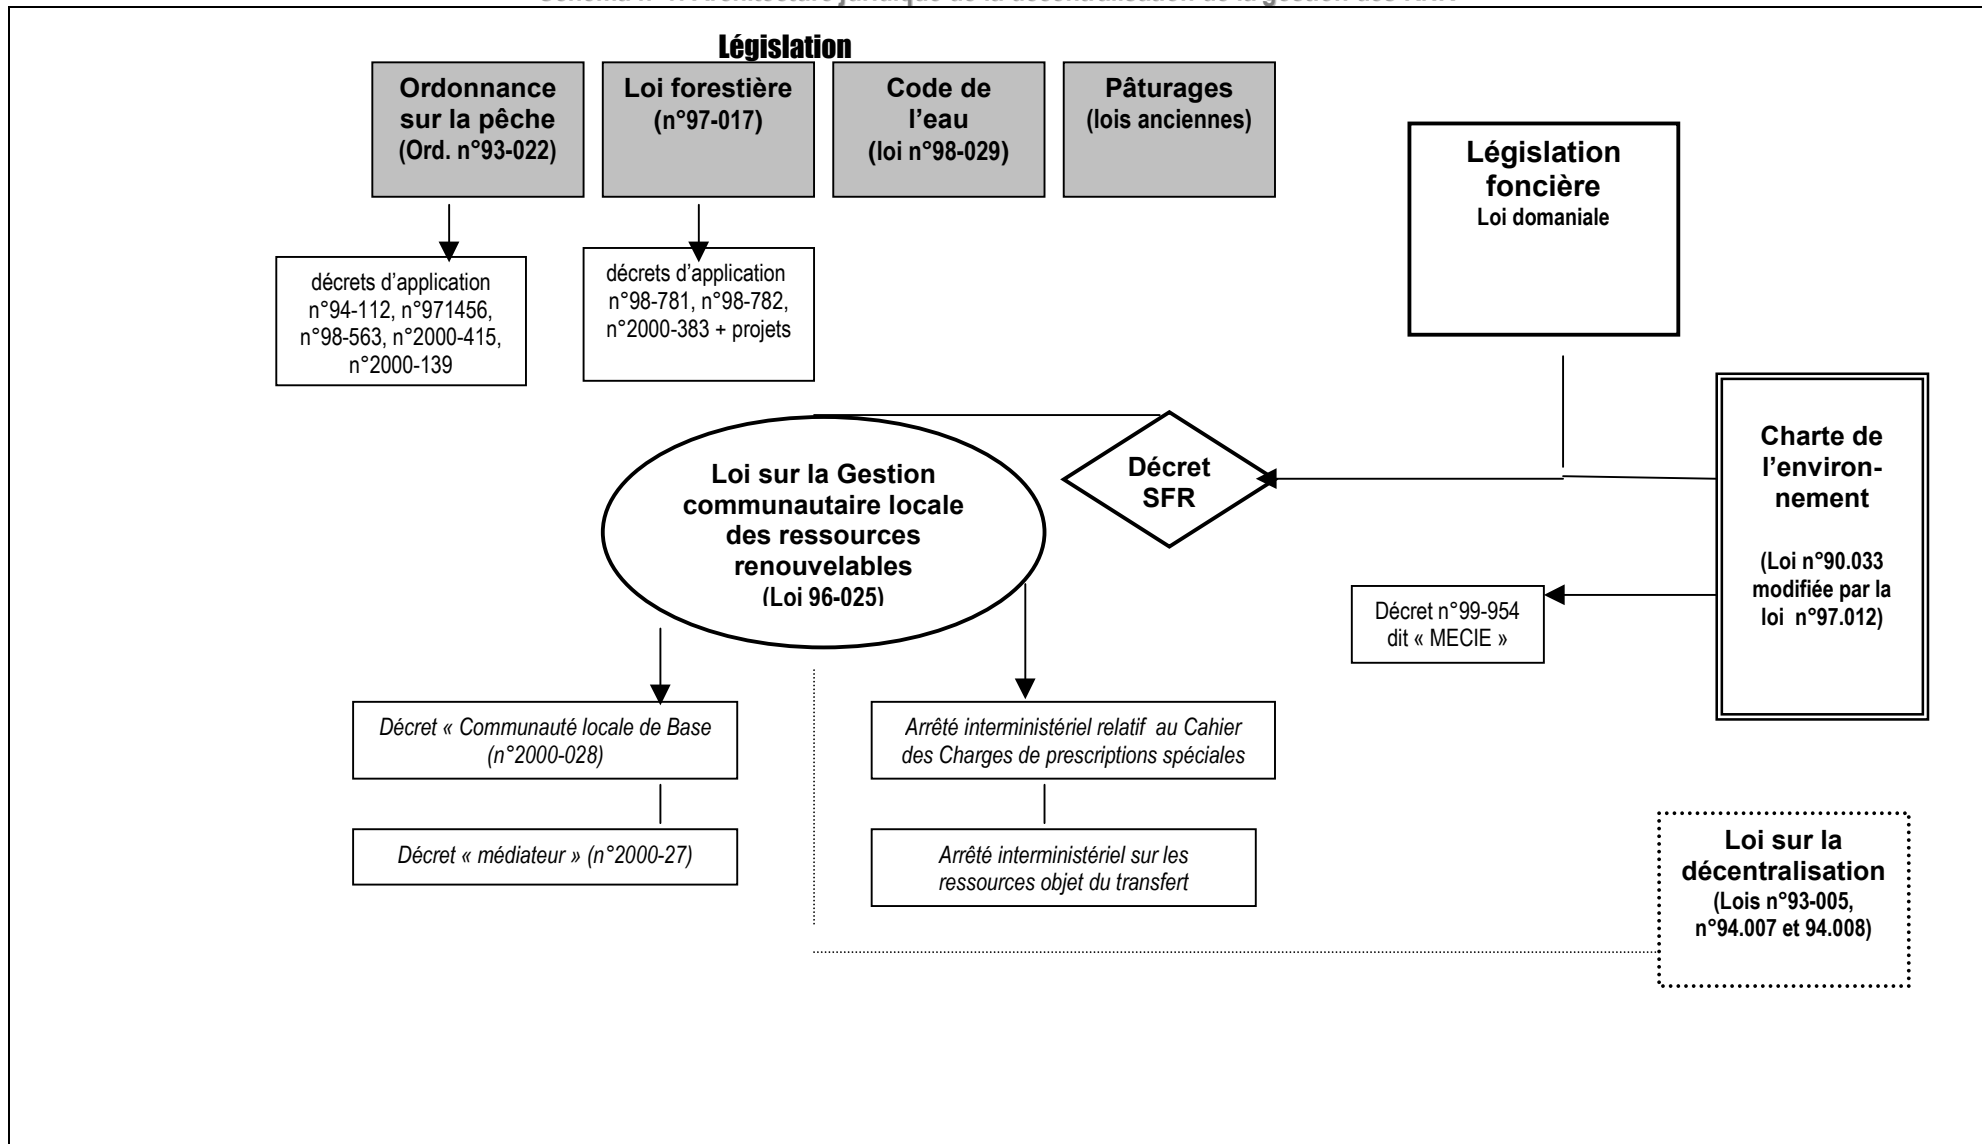 Législation
Ordonnance
sur la pêche
(Ord. n°93-022)
Loi forestière
(n°97-017)
Code de
l’eau
(loi n°98-029)
Pâturages
(lois anciennes)
Législation
foncière
Loi domaniale
décrets d’application
n°94-112, n°971456,
n°98-563, n°2000-415,
n°2000-139
décrets d’application
n°98-781, n°98-782,
n°2000-383 + projets
Loi sur la Gestion
communautaire locale
des ressources
renouvelables
(Loi 96-025)
Décret
SFR
Charte de
l’environ-
nement
(Loi n°90.033
modifiée par la
loi n°97.012)
Décret n°99-954
dit « MECIE »
Décret « Communauté locale de Base
(n°2000-028)
Arrêté interministériel relatif au Cahier
des Charges de prescriptions spéciales
Décret « médiateur » (n°2000-27)
Arrêté interministériel sur les
ressources objet du transfert
Loi sur la
décentralisation
(Lois n°93-005,
n°94.007 et 94.008)